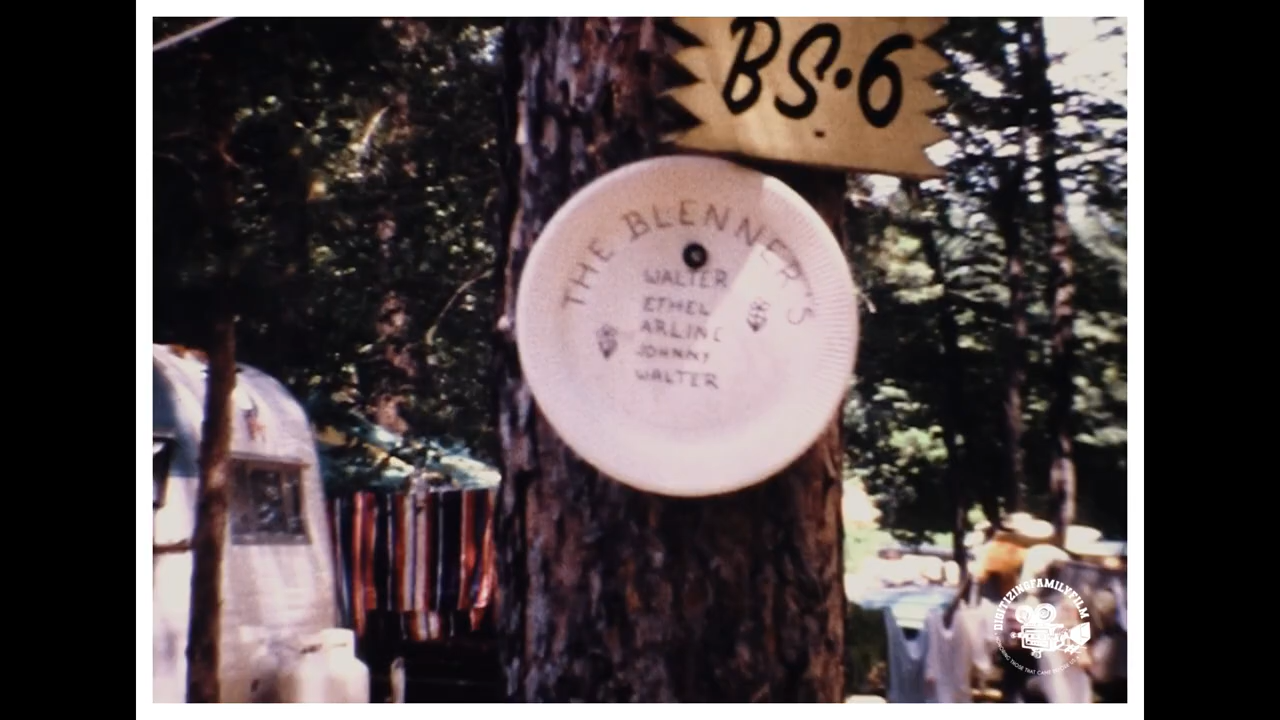 BS·6
THE BLENNER'S
WALTER
ETHEL
ARLINE
JOHNNY
WALTER
DIGITIZINGFAMILYFILM